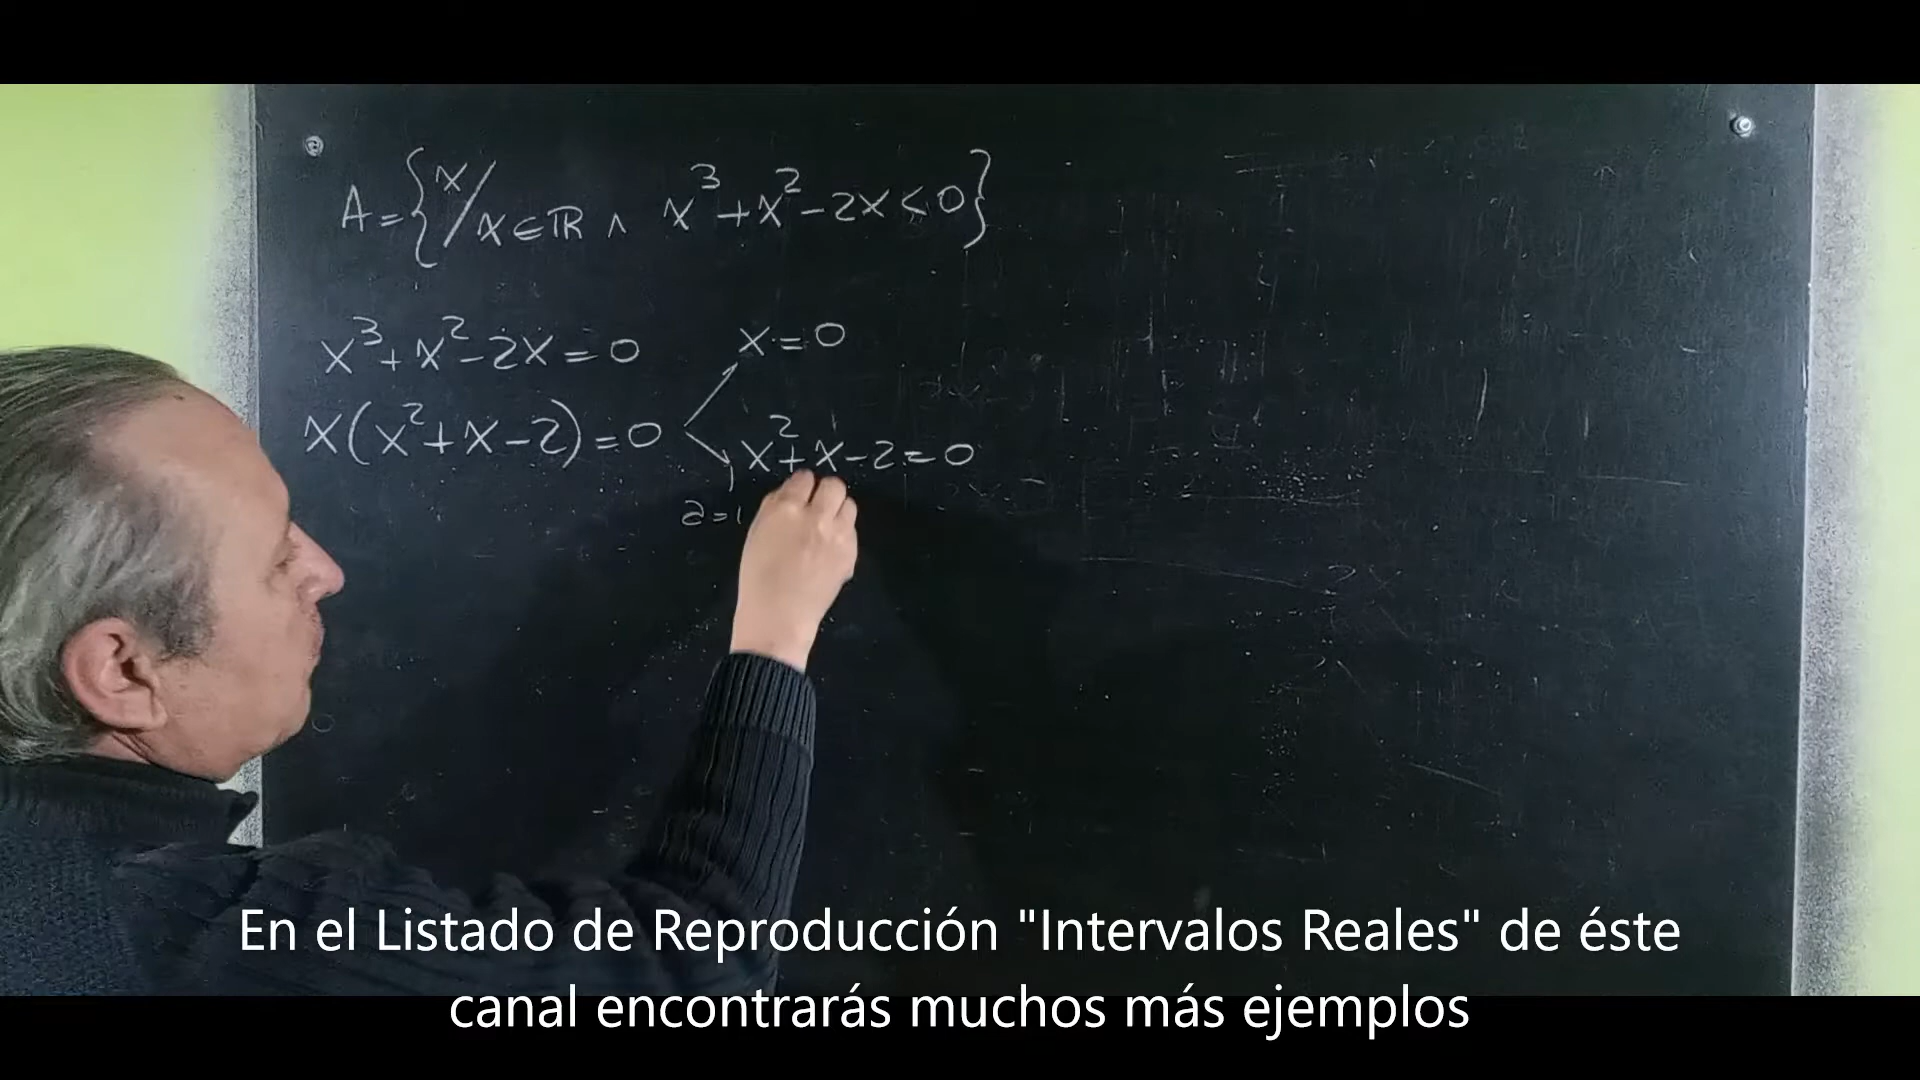 A={x/x∈ℝ ∧ x³+x²-2x<0}
x³+x²-2x=0
x=0
x(x²+x-2)=0
x²+x-2=0
a=1
En el Listado de Reproducción "Intervalos Reales" de éste
canal encontrarás muchos más ejemplos